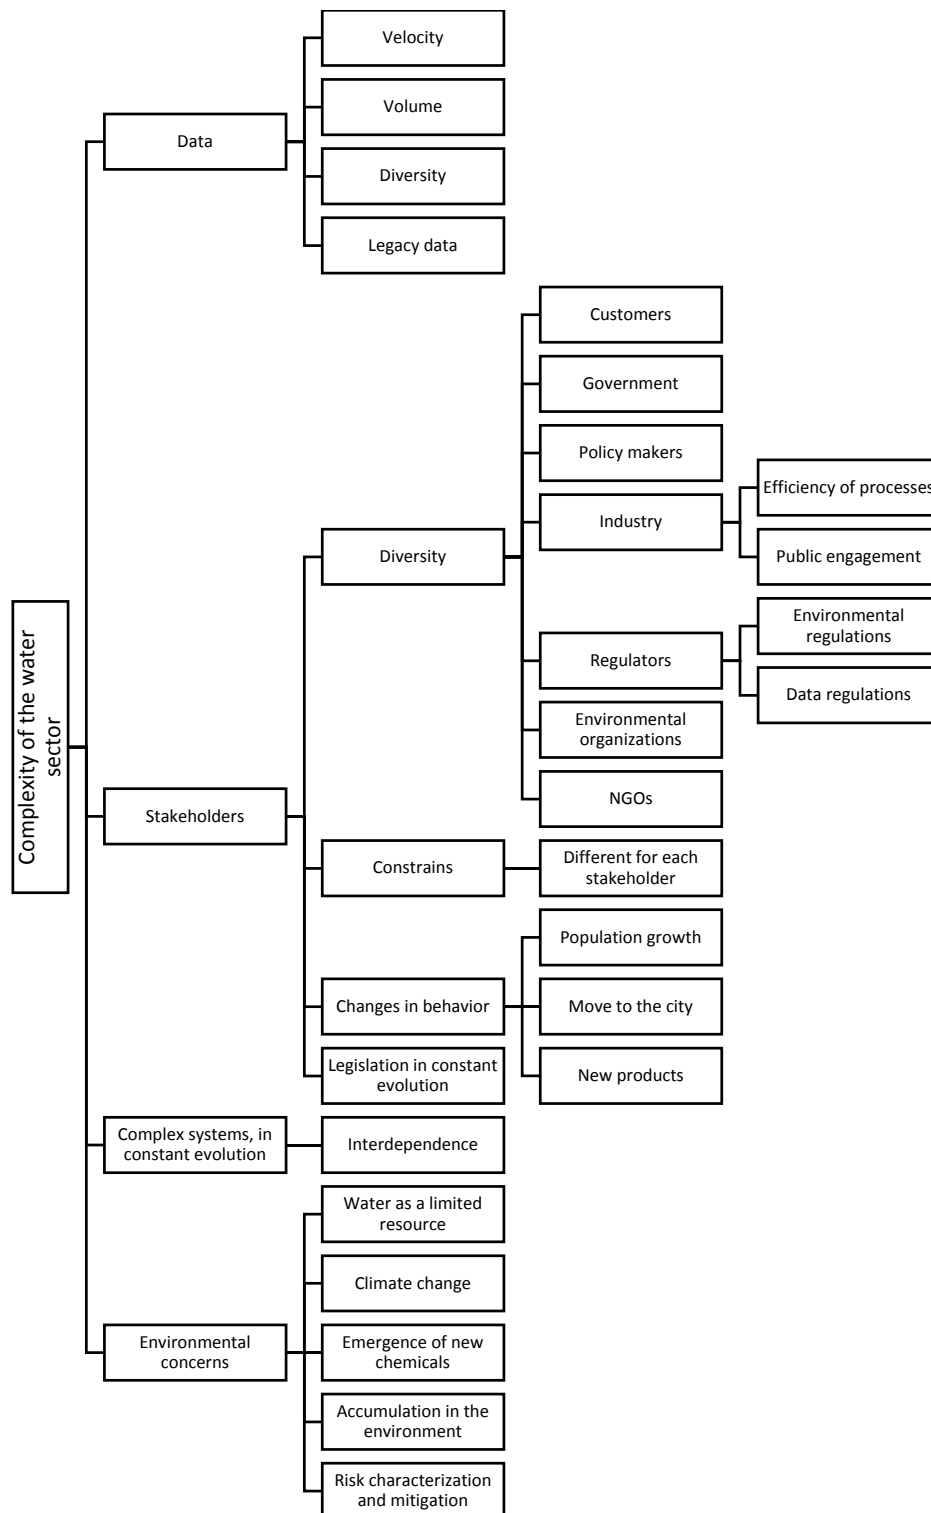 Complexity of the water
sector
Data
Velocity
Volume
Diversity
Legacy data
Stakeholders
Diversity
Customers
Government
Policy makers
Industry
Efficiency of processes
Public engagement
Regulators
Environmental
regulations
Data regulations
Environmental
organizations
NGOs
Constrains
Different for each
stakeholder
Changes in behavior
Population growth
Move to the city
New products
Legislation in constant
evolution
Complex systems, in
constant evolution
Interdependence
Environmental
concerns
Water as a limited
resource
Climate change
Emergence of new
chemicals
Accumulation in the
environment
Risk characterization
and mitigation